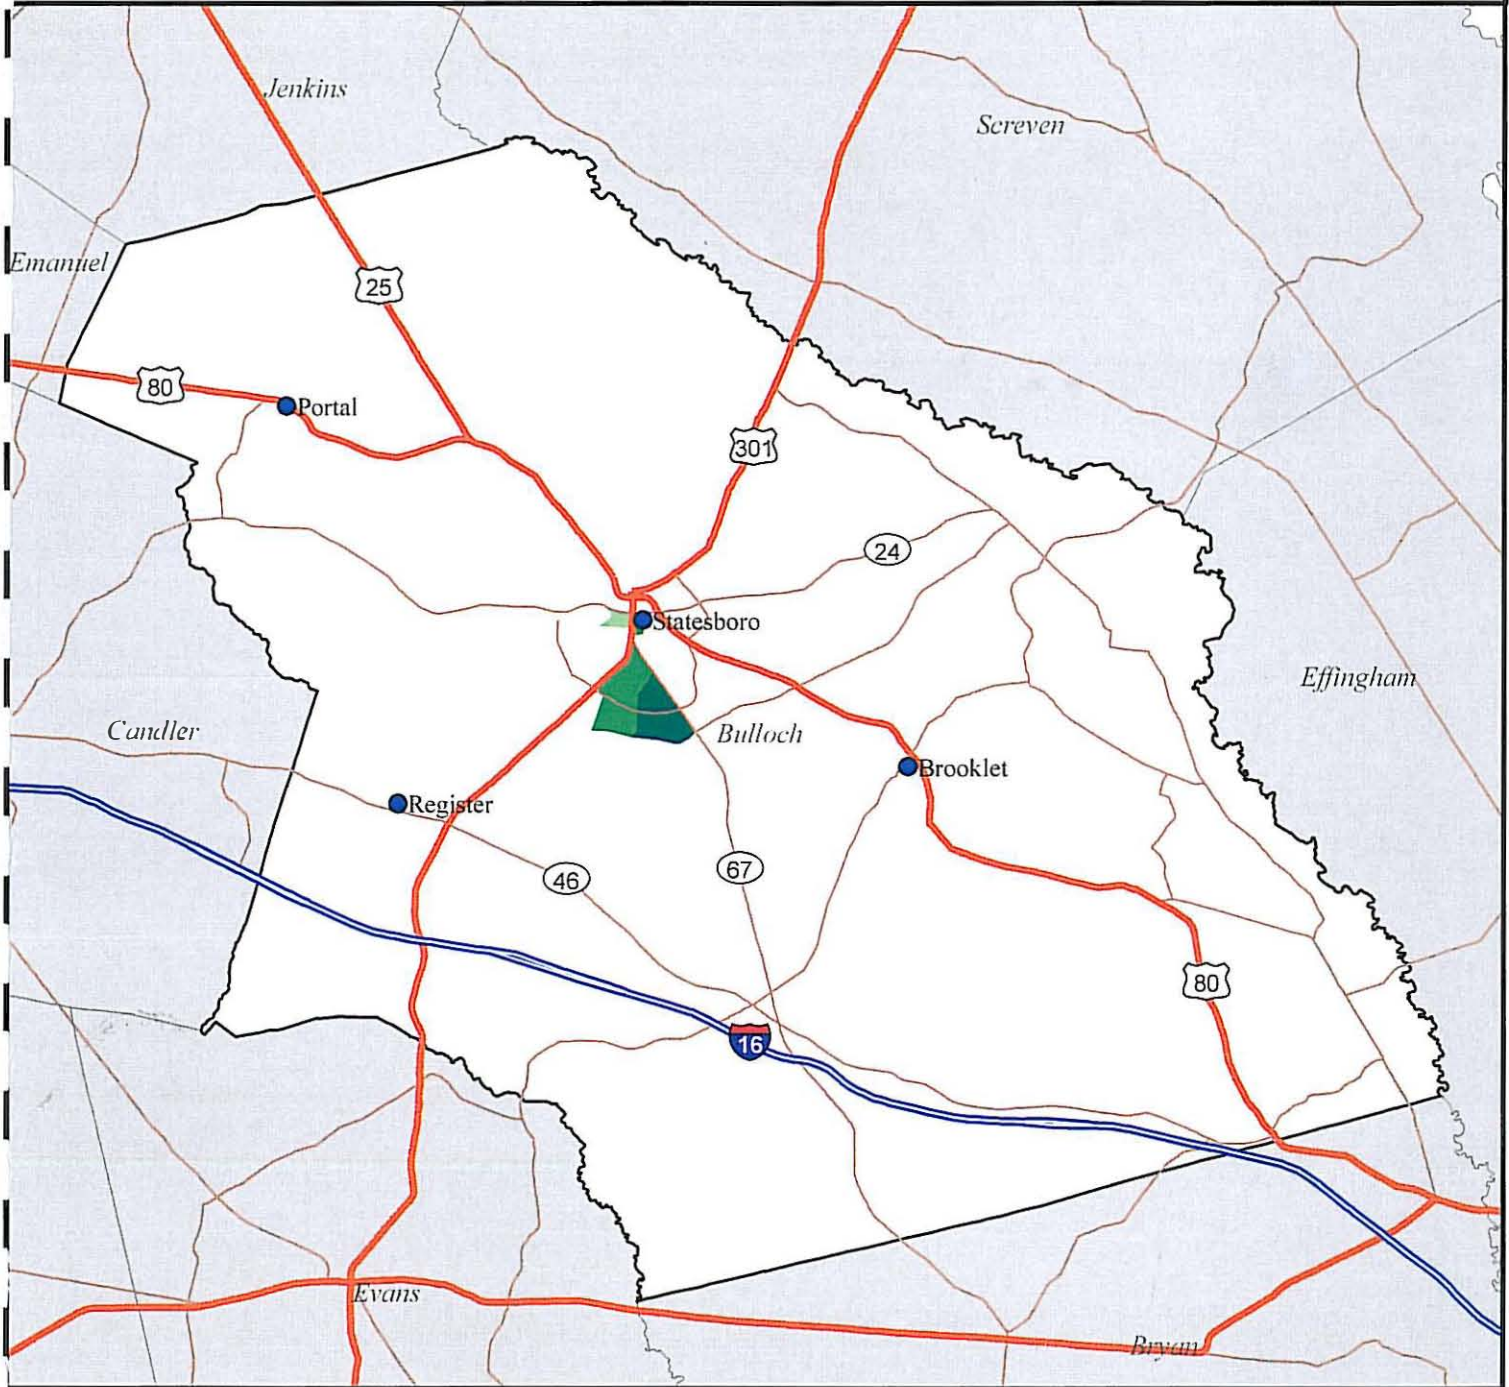 Jenkins
Screven
Emanuel
25
80
Portal
301
24
Statesboro
Effingham
Candler
Bulloch
Brooklet
Register
46
67
80
16
Evans
Bryan